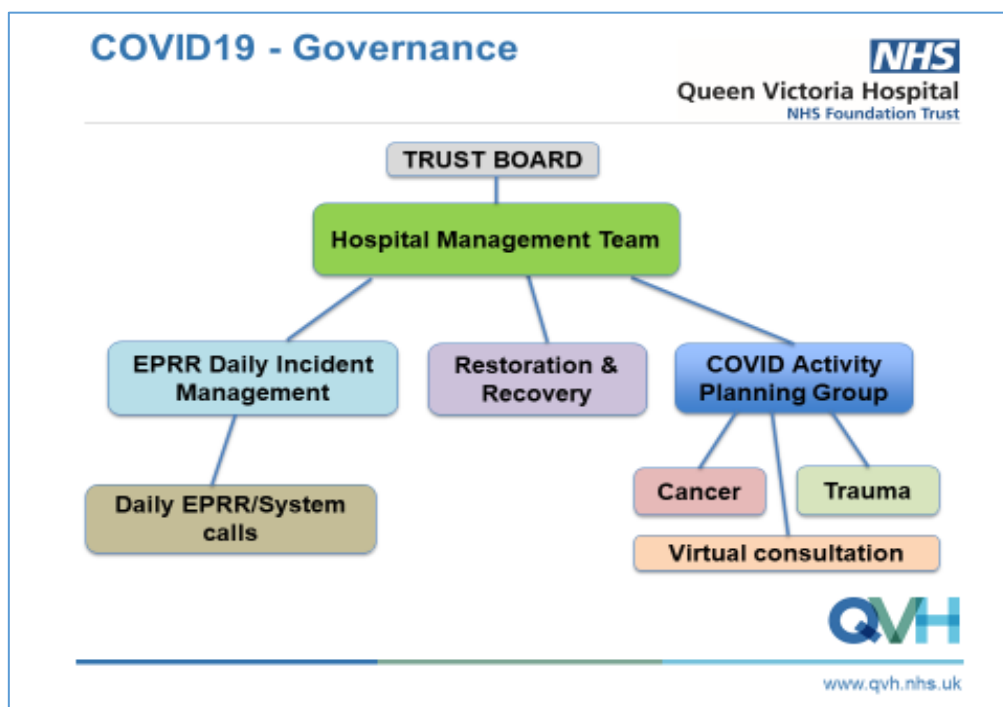 COVID19 - Governance
NHS
Queen Victoria Hospital
NHS Foundation Trust
TRUST BOARD
Hospital Management Team
EPRR Daily Incident
Management
Restoration &
Recovery
COVID Activity
Planning Group
Daily EPRR/System
calls
Cancer
Trauma
Virtual consultation
QVH
www.qvh.nhs.uk